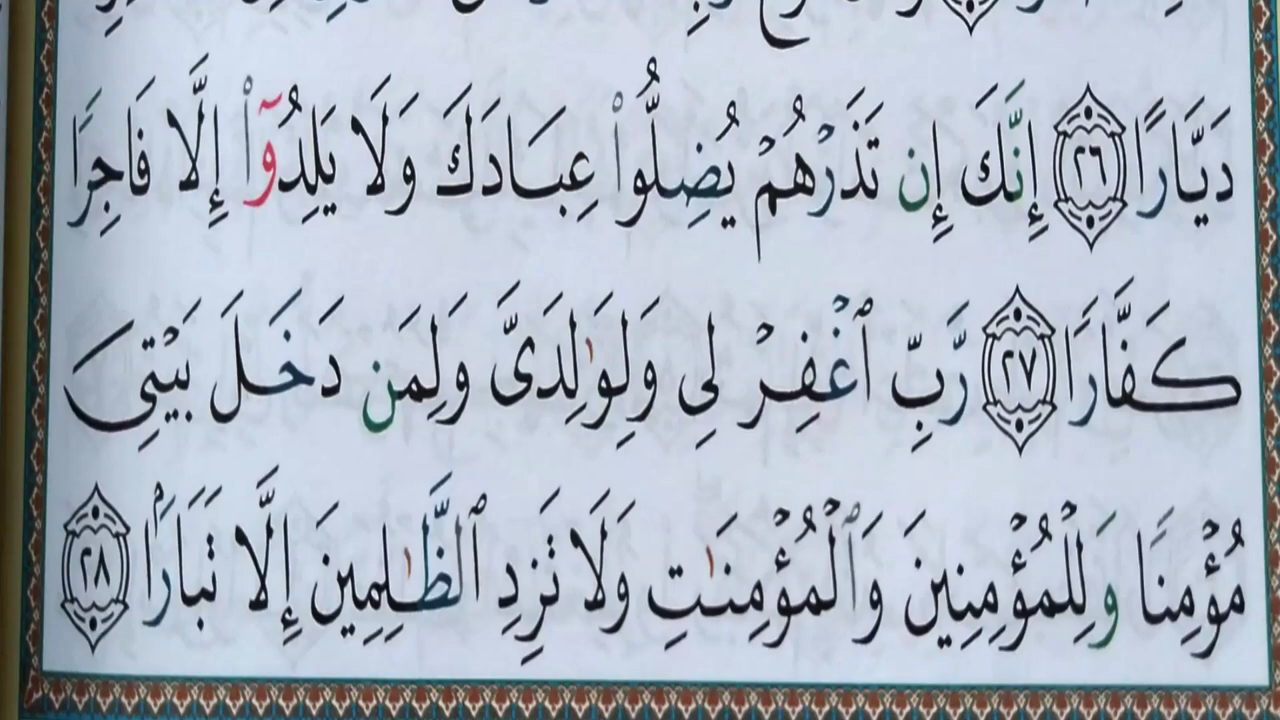 دَيَّارًا ٢٦ إِنَّكَ إِن تَذَرْهُمْ يُضِلُّوا۟ عِبَادَكَ وَلَا يَلِدُوٓا۟ إِلَّا فَاجِرًا
كَفَّارًا ٢٧ رَّبِّ ٱغْفِرْ لِى وَلِوَٰلِدَىَّ وَلِمَن دَخَلَ بَيْتِىَ
مُؤْمِنًا وَلِلْمُؤْمِنِينَ وَٱلْمُؤْمِنَٰتِ وَلَا تَزِدِ ٱلظَّٰلِمِينَ إِلَّا تَبَارًۢا ٢٨